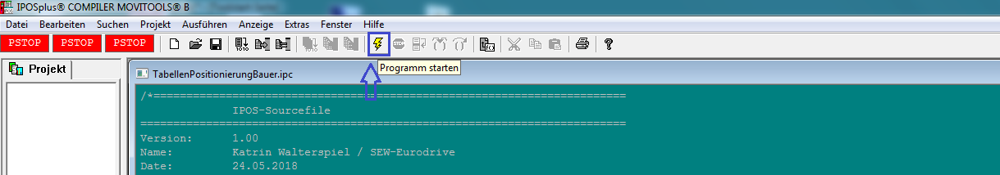 IPOSplus® COMPILER MOVITOOLS® B
Datei Bearbeiten Suchen Projekt Ausführen Anzeige Extras Fenster Hilfe
PSTOP PSTOP PSTOP
Programm starten
Projekt
TabellenPositionierungBauer.ipc
/*========================================================================
IPOS-Sourcefile
==========================================================================
Version: 1.00
Name: Katrin Walterspiel / SEW-Eurodrive
Date: 24.05.2018